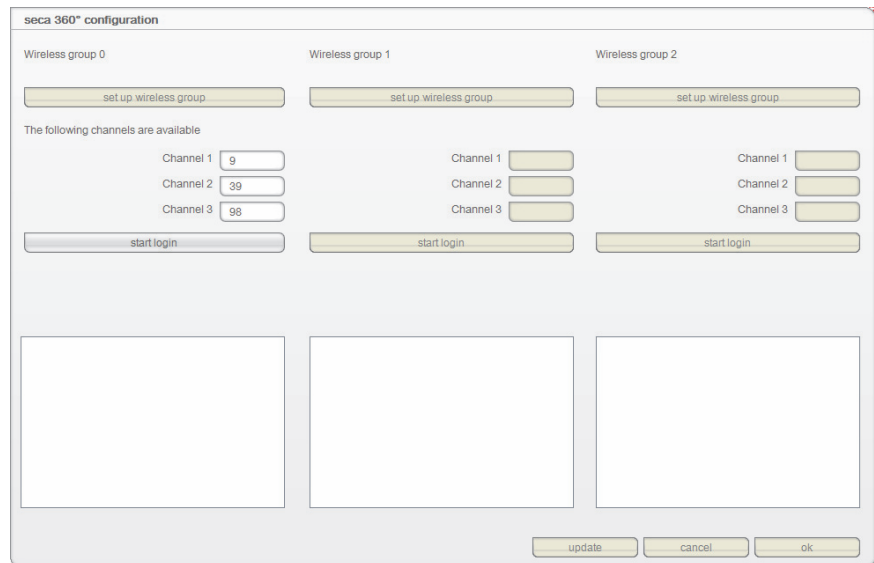 seca 360° configuration
Wireless group 0
Wireless group 1
Wireless group 2
set up wireless group
set up wireless group
set up wireless group
The following channels are available
Channel 1 9
Channel 1
Channel 1
Channel 2 39
Channel 2
Channel 2
Channel 3 98
Channel 3
Channel 3
start login
start login
start login
update
cancel
ok